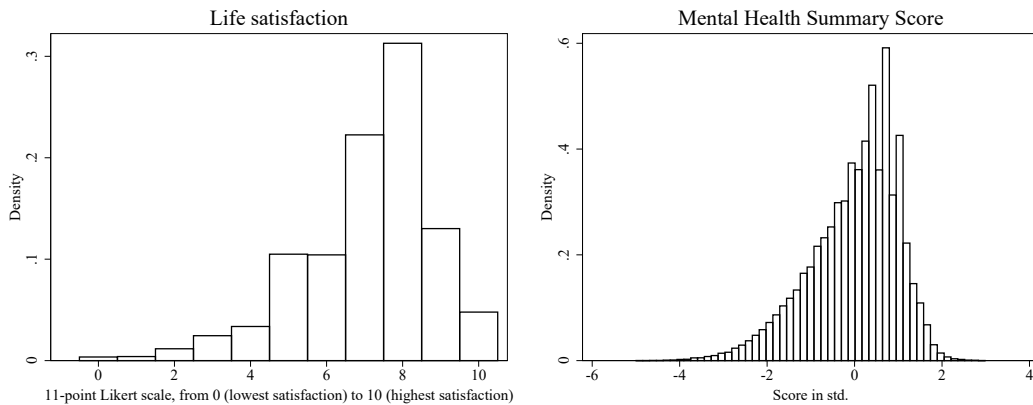 Life satisfaction
.3
.2
.1
0
Density
0 2 4 6 8 10
11-point Likert scale, from 0 (lowest satisfaction) to 10 (highest satisfaction)
Mental Health Summary Score
.6
.4
.2
0
Density
-6 -4 -2 0 2 4
Score in std.